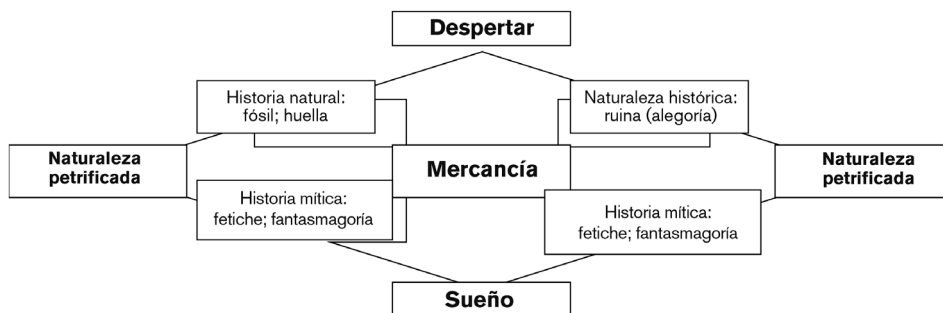 Despertar
Historia natural:
fósil; huella
Naturaleza histórica:
ruina (alegoría)
Naturaleza
petrificada
Mercancía
Naturaleza
petrificada
Historia mítica:
fetiche; fantasmagoría
Historia mítica:
fetiche; fantasmagoría
Sueño